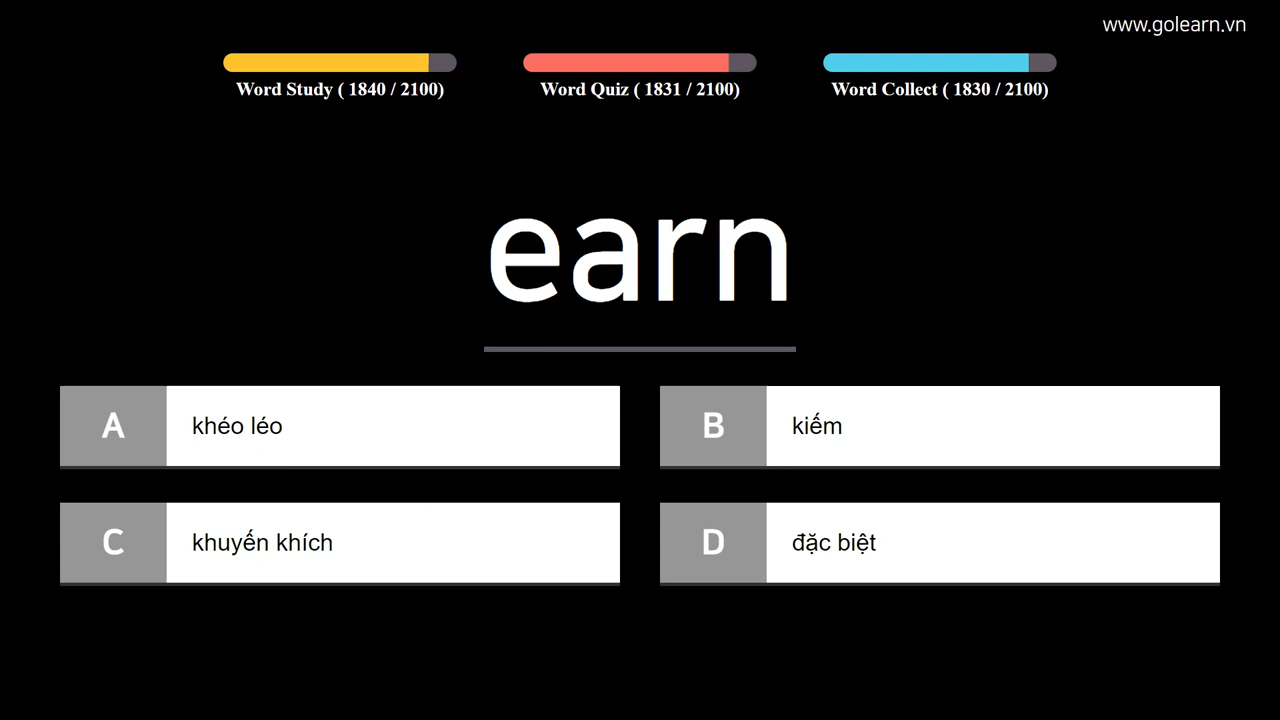 www.golearn.vn
Word Study ( 1840 / 2100)
Word Quiz ( 1831 / 2100)
Word Collect ( 1830 / 2100)
earn
A khéo léo
B kiếm
C khuyến khích
D đặc biệt